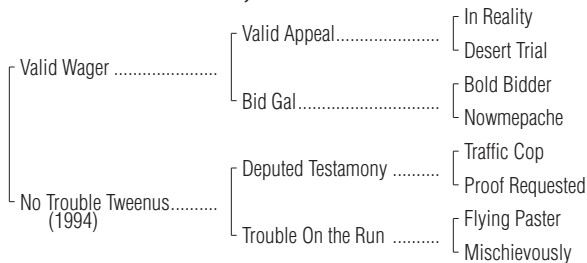 In Reality
Valid Appeal.....................
Desert Trial
Valid Wager .....................
Bold Bidder
Bid Gal.............................
Nowmepache
Traffic Cop
Deputed Testamony ..........
Proof Requested
No Trouble Tweenus..........
(1994)
Flying Paster
Trouble On the Run ..........
Mischievously